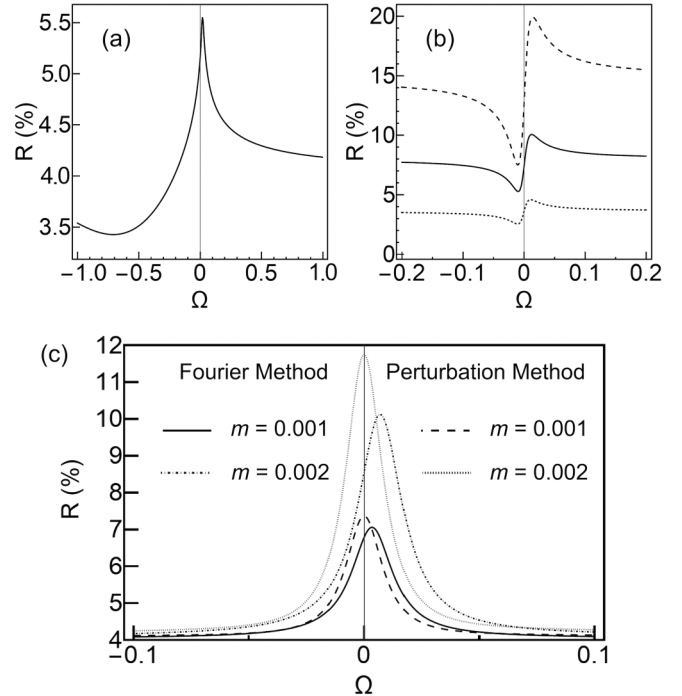 (a)
R (%)
5.5
5.0
4.5
4.0
3.5
−1.0 −0.5 0 0.5 1.0
Ω
(b)
R (%)
20
15
10
5
0
−0.2 −0.1 0 0.1 0.2
Ω
(c)
R (%)
12
11
10
9
8
7
6
5
4
Fourier Method Perturbation Method
m = 0.001 m = 0.001
m = 0.002 m = 0.002
−0.1 0 0.1
Ω